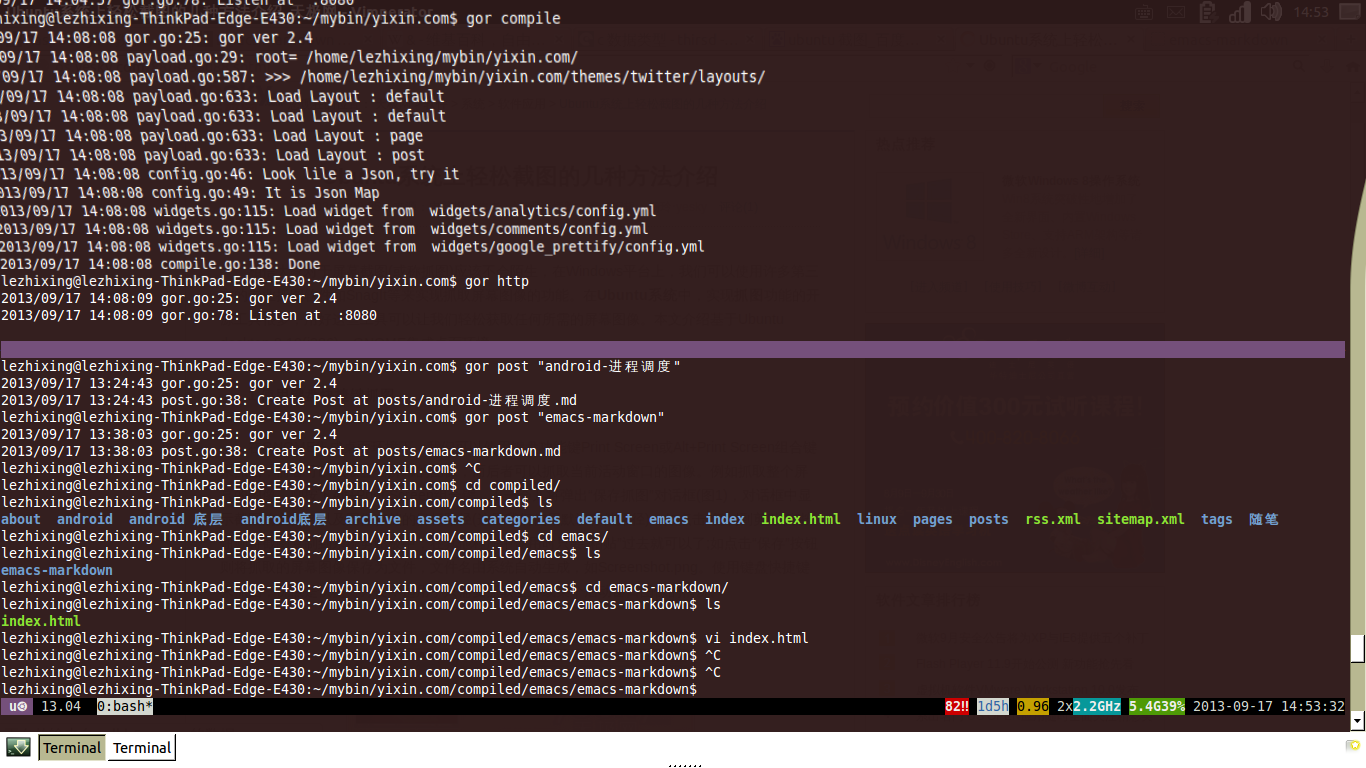 14:53
hixing@lezhixing-ThinkPad-Edge-E430:~/mybin/yixin.com$ gor compile
09/17 14:08:08 gor.go:25: gor ver 2.4
09/17 14:08:08 payload.go:29: root= /home/lezhixing/mybin/yixin.com/
/09/17 14:08:08 payload.go:587: >>> /home/lezhixing/mybin/yixin.com/themes/twitter/layouts/
/09/17 14:08:08 payload.go:633: Load Layout : default
3/09/17 14:08:08 payload.go:633: Load Layout : default
3/09/17 14:08:08 payload.go:633: Load Layout : page
13/09/17 14:08:08 payload.go:633: Load Layout : post
13/09/17 14:08:08 config.go:46: Look lile a Json, try it
013/09/17 14:08:08 config.go:49: It is Json Map
013/09/17 14:08:08 widgets.go:115: Load widget from  widgets/analytics/config.yml
2013/09/17 14:08:08 widgets.go:115: Load widget from  widgets/comments/config.yml
2013/09/17 14:08:08 widgets.go:115: Load widget from  widgets/google_prettify/config.yml
2013/09/17 14:08:08 compile.go:138: Done
lezhixing@lezhixing-ThinkPad-Edge-E430:~/mybin/yixin.com$ gor http
2013/09/17 14:08:09 gor.go:25: gor ver 2.4
2013/09/17 14:08:09 gor.go:78: Listen at  :8080
lezhixing@lezhixing-ThinkPad-Edge-E430:~/mybin/yixin.com$ gor post "android-进程调度"
2013/09/17 13:24:43 gor.go:25: gor ver 2.4
2013/09/17 13:24:43 post.go:38: Create Post at posts/android-进程调度.md
lezhixing@lezhixing-ThinkPad-Edge-E430:~/mybin/yixin.com$ gor post "emacs-markdown"
2013/09/17 13:38:03 gor.go:25: gor ver 2.4
2013/09/17 13:38:03 post.go:38: Create Post at posts/emacs-markdown.md
lezhixing@lezhixing-ThinkPad-Edge-E430:~/mybin/yixin.com$ ^C
lezhixing@lezhixing-ThinkPad-Edge-E430:~/mybin/yixin.com$ cd compiled/
lezhixing@lezhixing-ThinkPad-Edge-E430:~/mybin/yixin.com/compiled$ ls
about  android  android 底层  android底层  archive  assets  categories  default  emacs  index  index.html  linux  pages  posts  rss.xml  sitemap.xml  tags  随笔
lezhixing@lezhixing-ThinkPad-Edge-E430:~/mybin/yixin.com/compiled$ cd emacs/
lezhixing@lezhixing-ThinkPad-Edge-E430:~/mybin/yixin.com/compiled/emacs$ ls
emacs-markdown
lezhixing@lezhixing-ThinkPad-Edge-E430:~/mybin/yixin.com/compiled/emacs$ cd emacs-markdown/
lezhixing@lezhixing-ThinkPad-Edge-E430:~/mybin/yixin.com/compiled/emacs/emacs-markdown$ ls
index.html
lezhixing@lezhixing-ThinkPad-Edge-E430:~/mybin/yixin.com/compiled/emacs/emacs-markdown$ vi index.html
lezhixing@lezhixing-ThinkPad-Edge-E430:~/mybin/yixin.com/compiled/emacs/emacs-markdown$ ^C
lezhixing@lezhixing-ThinkPad-Edge-E430:~/mybin/yixin.com/compiled/emacs/emacs-markdown$ ^C
lezhixing@lezhixing-ThinkPad-Edge-E430:~/mybin/yixin.com/compiled/emacs/emacs-markdown$
u 13.04  0:bash*  82!! 1d5h 0.96 2x2.2GHz 5.4G39% 2013-09-17 14:53:32
Terminal Terminal